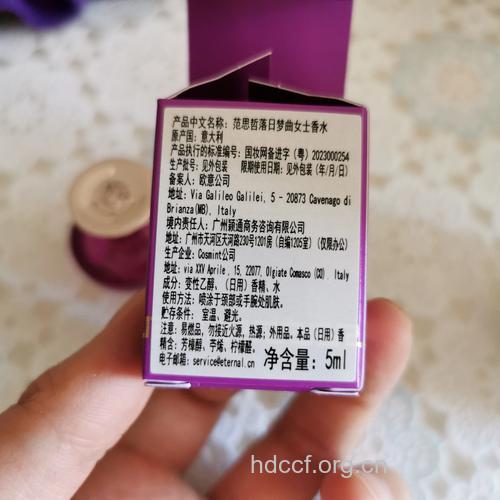 产品中文名称：范思哲落日梦曲女士香水
原产国：意大利
产品执行的标准编号：国妆网备进字（粤）2023000254
生产批号：见外包装 限期使用日期：见外包装（年/月/日）
备案人：欧意公司
地址：Via Galileo Galilei, 5 - 20873 Cavenago di
Brianza(MB), Italy
境内责任人：广州颖通商务咨询有限公司
地址：广州市天河区天河路230号1201房（自编1205室）（仅限办公）
生产企业：Cosmint公司
地址：via XXV Aprile, 15, 22077, Olgiate Comasco (CO), Italy
成分：变性乙醇、（日用）香精、水
使用方法：喷涂于颈部或手腕处肌肤。
贮存条件：室温、避光。
注意：易燃品，勿接近火源，热源；外用品。本品（日用）香
精含：芳樟醇、苧烯、柠檬醛。
电子邮箱：service@eternal.cn 净含量：5ml
hdccf.org.cn